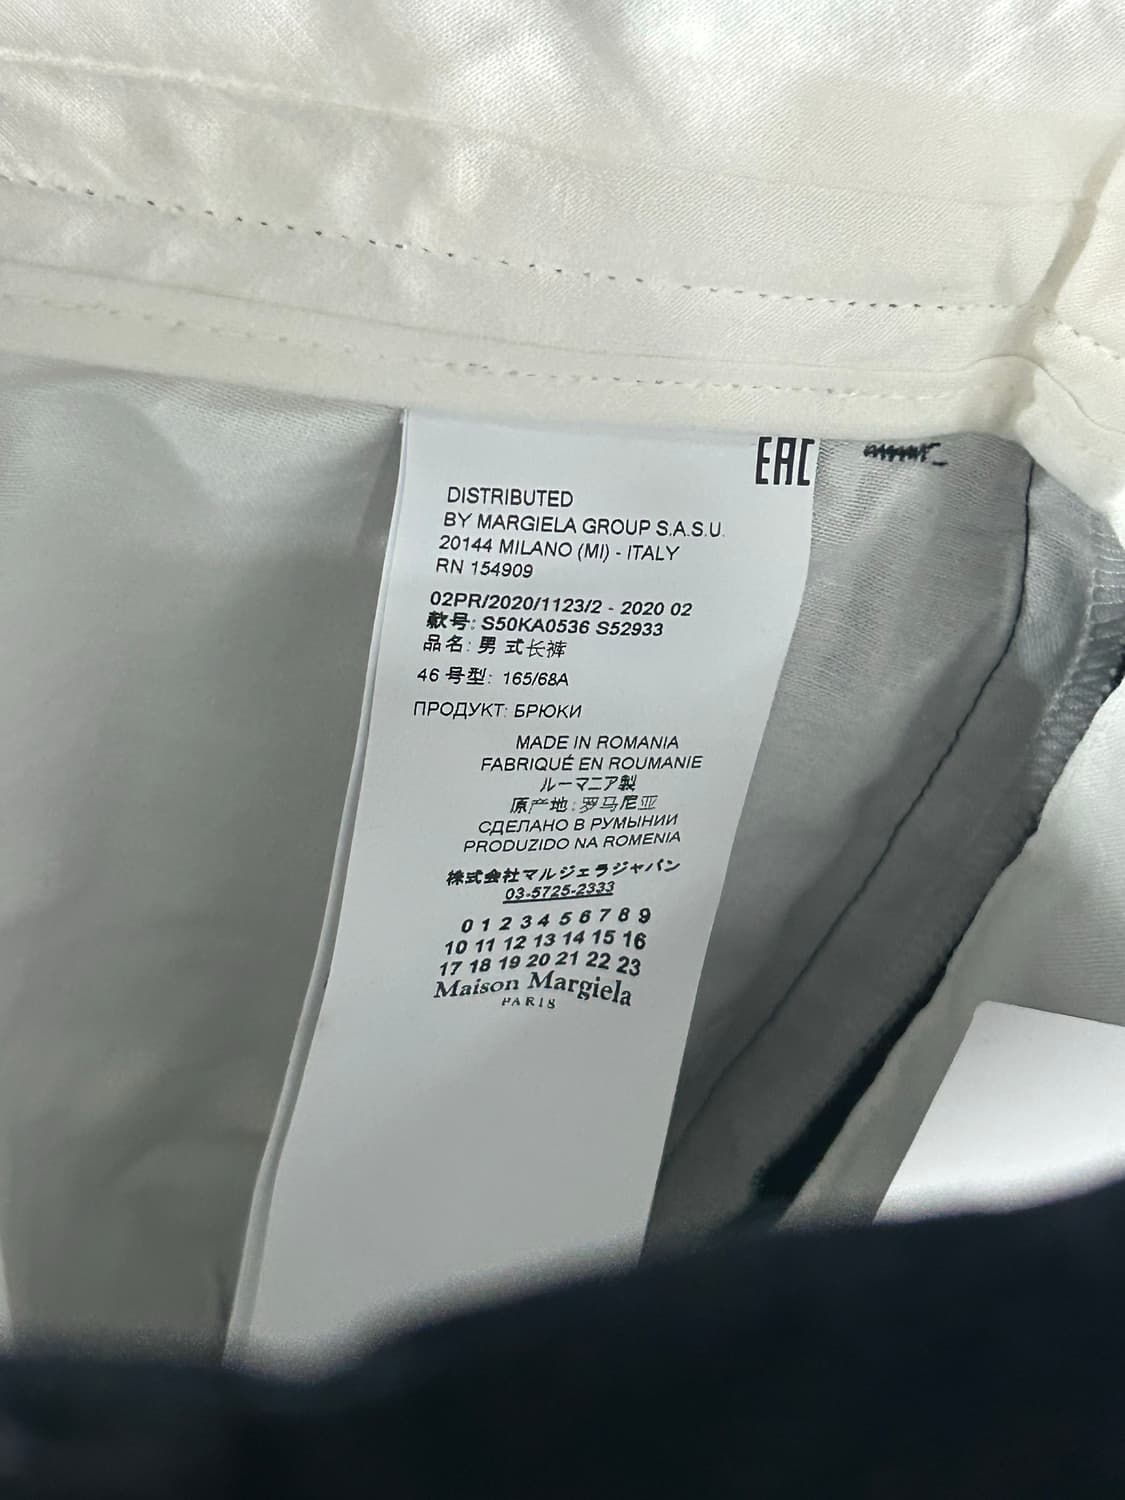 EAC
DISTRIBUTED
BY MARGIELA GROUP S.A.S.U.
20144 MILANO (MI) - ITALY
RN 154909
02PR/2020/1123/2 - 2020 02
款号: S50KA0536 S52933
品名: 男 式长裤
46 号型: 165/68A
ПРОДУКТ: БРЮКИ
MADE IN ROMANIA
FABRIQUÉ EN ROUMANIE
ルーマニア製
原产地: 罗马尼亚
СДЕЛАНО В РУМЫНИИ
PRODUZIDO NA ROMENIA
株式会社マルジェラジャパン
03-5725-2333
0 1 2 3 4 5 6 7 8 9
10 11 12 13 14 15 16
17 18 19 20 21 22 23
Maison Margiela
PARIS